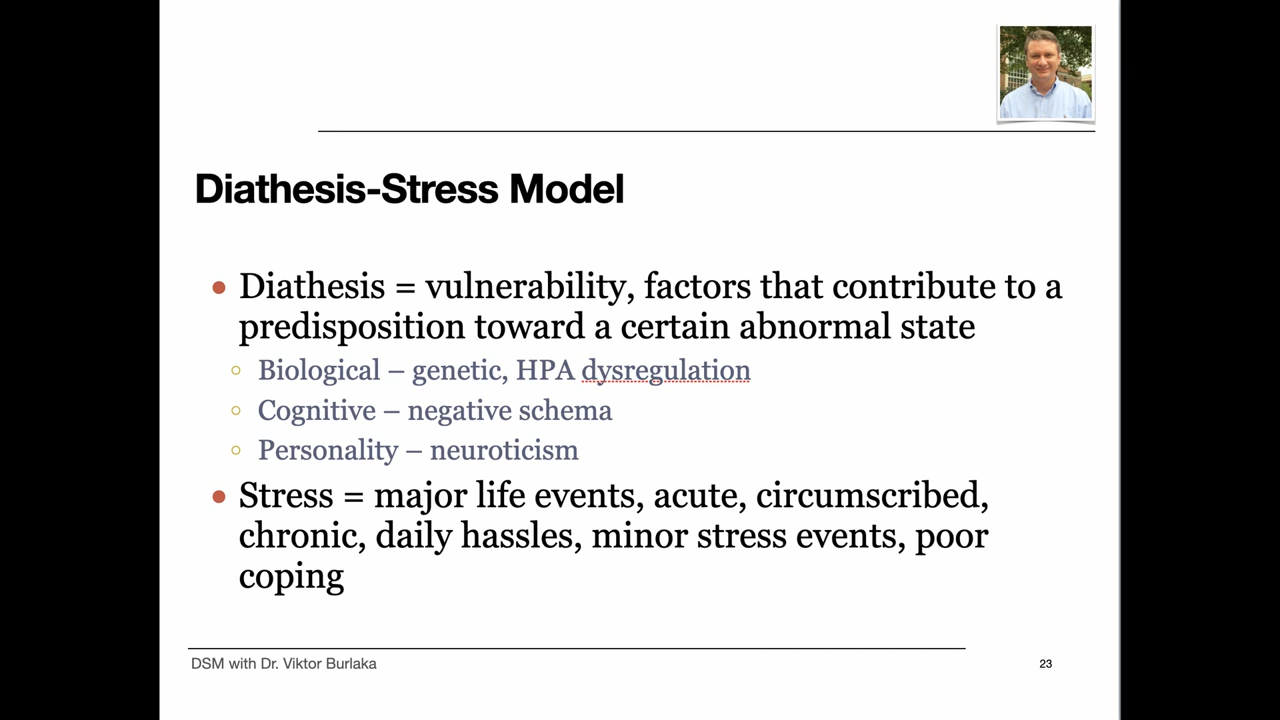 Diathesis-Stress Model
• Diathesis = vulnerability, factors that contribute to a
predisposition toward a certain abnormal state
○ Biological – genetic, HPA dysregulation
○ Cognitive – negative schema
○ Personality – neuroticism
• Stress = major life events, acute, circumscribed,
chronic, daily hassles, minor stress events, poor
coping
DSM with Dr. Viktor Burlaka
23